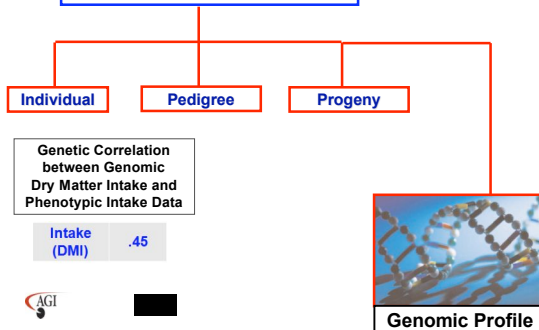 Individual
Pedigree
Progeny
Genetic Correlation
between Genomic
Dry Matter Intake and
Phenotypic Intake Data
Intake
(DMI)
.45
AGI
Genomic Profile